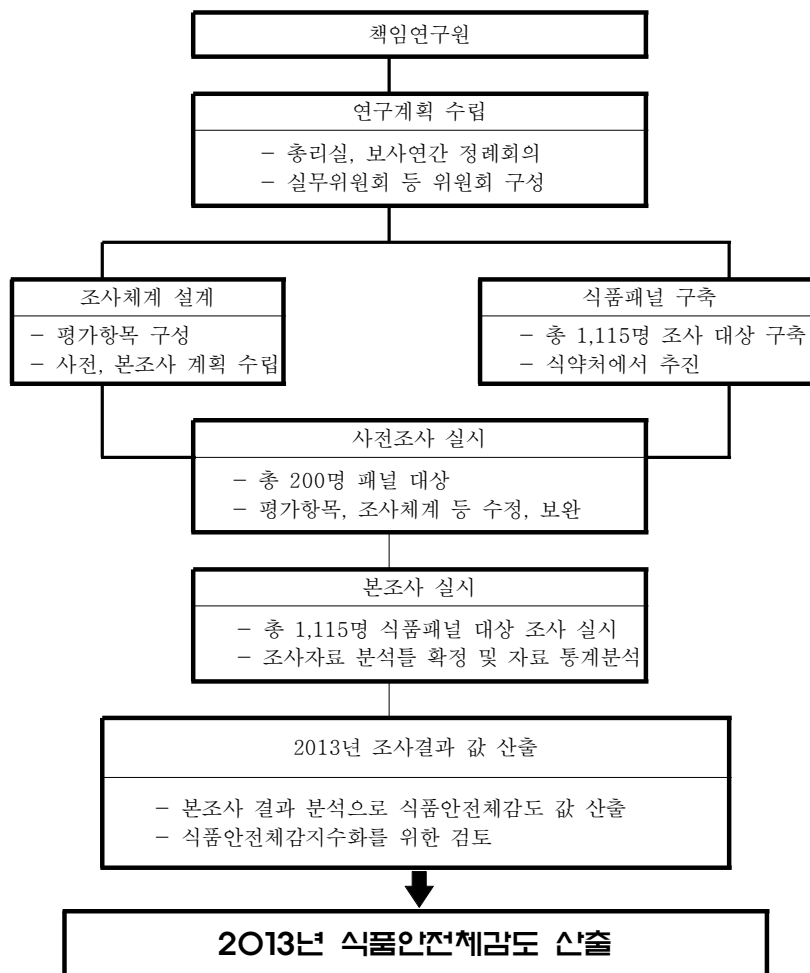 책임연구원
연구계획 수립
- 총리실, 보사연간 정례회의
- 실무위원회 등 위원회 구성
조사체계 설계
- 평가항목 구성
- 사전, 본조사 계획 수립
식품패널 구축
- 총 1,115명 조사 대상 구축
- 식약처에서 추진
사전조사 실시
- 총 200명 패널 대상
- 평가항목, 조사체계 등 수정, 보완
본조사 실시
- 총 1,115명 식품패널 대상 조사 실시
- 조사자료 분석틀 확정 및 자료 통계분석
2013년 조사결과 값 산출
- 본조사 결과 분석으로 식품안전체감도 값 산출
- 식품안전체감지수화를 위한 검토
2013년 식품안전체감도 산출